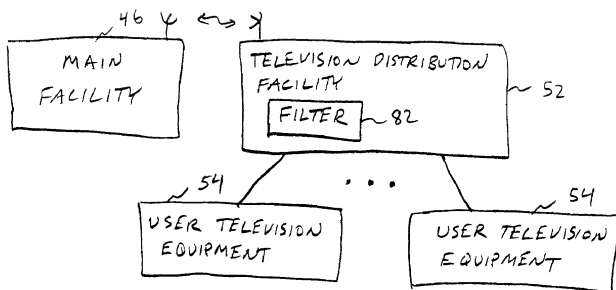 46
MAIN
FACILITY
TELEVISION DISTRIBUTION
FACILITY
FILTER
82
52
54
USER TELEVISION
EQUIPMENT
...
54
USER TELEVISION
EQUIPMENT